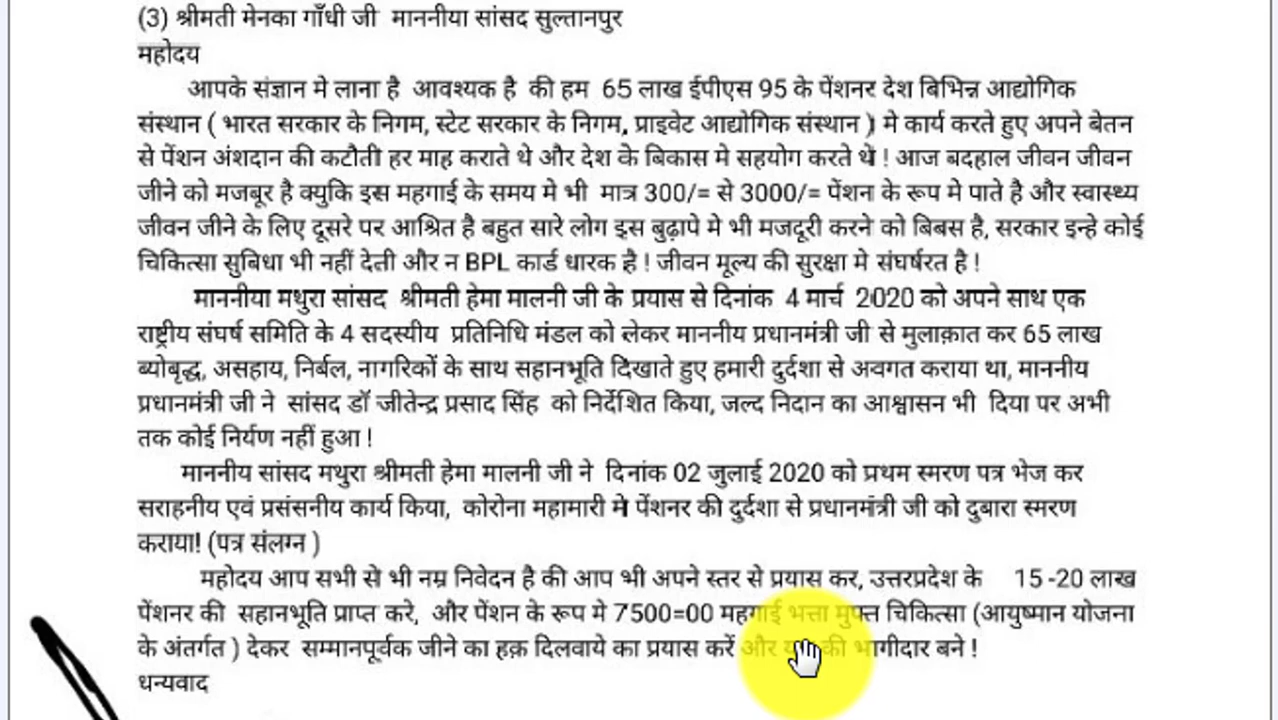 (3) श्रीमती मेनका गाँधी जी माननीया सांसद सुल्तानपुर
महोदय
आपके संज्ञान मे लाना है आवश्यक है की हम 65 लाख ईपीएस 95 के पेंशनर देश बिभिन्न आद्योगिक
संस्थान ( भारत सरकार के निगम, स्टेट सरकार के निगम, प्राइवेट आद्योगिक संस्थान ) मे कार्य करते हुए अपने बेतन
से पेंशन अंशदान की कटौती हर माह कराते थे और देश के बिकास मे सहयोग करते थे ! आज बदहाल जीवन जीवन
जीने को मजबूर है क्युकि इस महगाई के समय मे भी मात्र 300/= से 3000/= पेंशन के रूप मे पाते है और स्वास्थ्य
जीवन जीने के लिए दूसरे पर आश्रित है बहुत सारे लोग इस बुढ़ापे मे भी मजदूरी करने को बिबस है, सरकार इन्हे कोई
चिकित्सा सुबिधा भी नहीं देती और न BPL कार्ड धारक है ! जीवन मूल्य की सुरक्षा मे संघर्षरत है !
माननीया मथुरा सांसद श्रीमती हेमा मालनी जी के प्रयास से दिनांक 4 मार्च 2020 को अपने साथ एक
राष्ट्रीय संघर्ष समिति के 4 सदस्यीय प्रतिनिधि मंडल को लेकर माननीय प्रधानमंत्री जी से मुलाक़ात कर 65 लाख
ब्योबृद्ध, असहाय, निर्बल, नागरिकों के साथ सहानभूति दिखाते हुए हमारी दुर्दशा से अवगत कराया था, माननीय
प्रधानमंत्री जी ने सांसद डॉ जीतेन्द्र प्रसाद सिंह को निर्देशित किया, जल्द निदान का आश्वासन भी दिया पर अभी
तक कोई निर्यण नहीं हुआ !
माननीय सांसद मथुरा श्रीमती हेमा मालनी जी ने दिनांक 02 जुलाई 2020 को प्रथम स्मरण पत्र भेज कर
सराहनीय एवं प्रसंसनीय कार्य किया, कोरोना महामारी मे पेंशनर की दुर्दशा से प्रधानमंत्री जी को दुबारा स्मरण
कराया! (पत्र संलग्न )
महोदय आप सभी से भी नम्र निवेदन है की आप भी अपने स्तर से प्रयास कर, उत्तरप्रदेश के 15 -20 लाख
पेंशनर की सहानभूति प्राप्त करे, और पेंशन के रूप मे 7500=00 महगाई भत्ता मुफ्त चिकित्सा (आयुष्मान योजना
के अंतर्गत ) देकर सम्मानपूर्वक जीने का हक़ दिलवाये का प्रयास करें और की भागीदार बने !
धन्यवाद